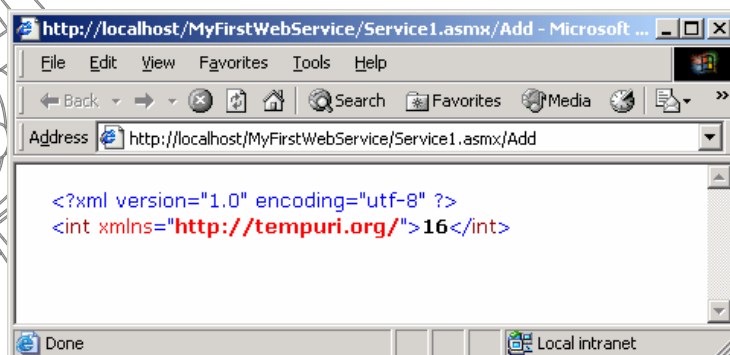 http://localhost/MyFirstWebService/Service1.asmx/Add - Microsoft ...
File Edit View Favorites Tools Help
Back Search Favorites Media »
Address http://localhost/MyFirstWebService/Service1.asmx/Add
<?xml version="1.0" encoding="utf-8" ?>
<int xmlns="http://tempuri.org/">16</int>
Done Local intranet